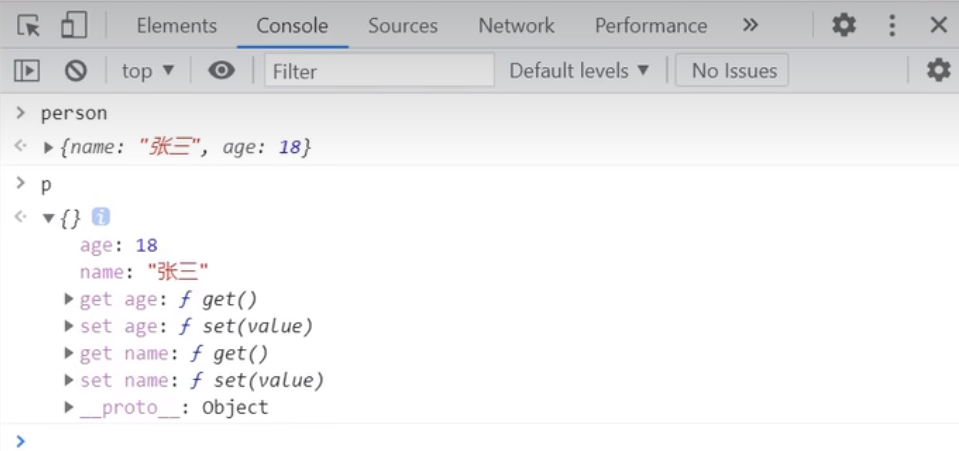 Elements Console Sources Network Performance »
top ▼ Filter Default levels ▼ No Issues
> person
{name: "张三", age: 18}
> p
{} i
age: 18
name: "张三"
get age: ƒ get()
set age: ƒ set(value)
get name: ƒ get()
set name: ƒ set(value)
__proto__: Object
>